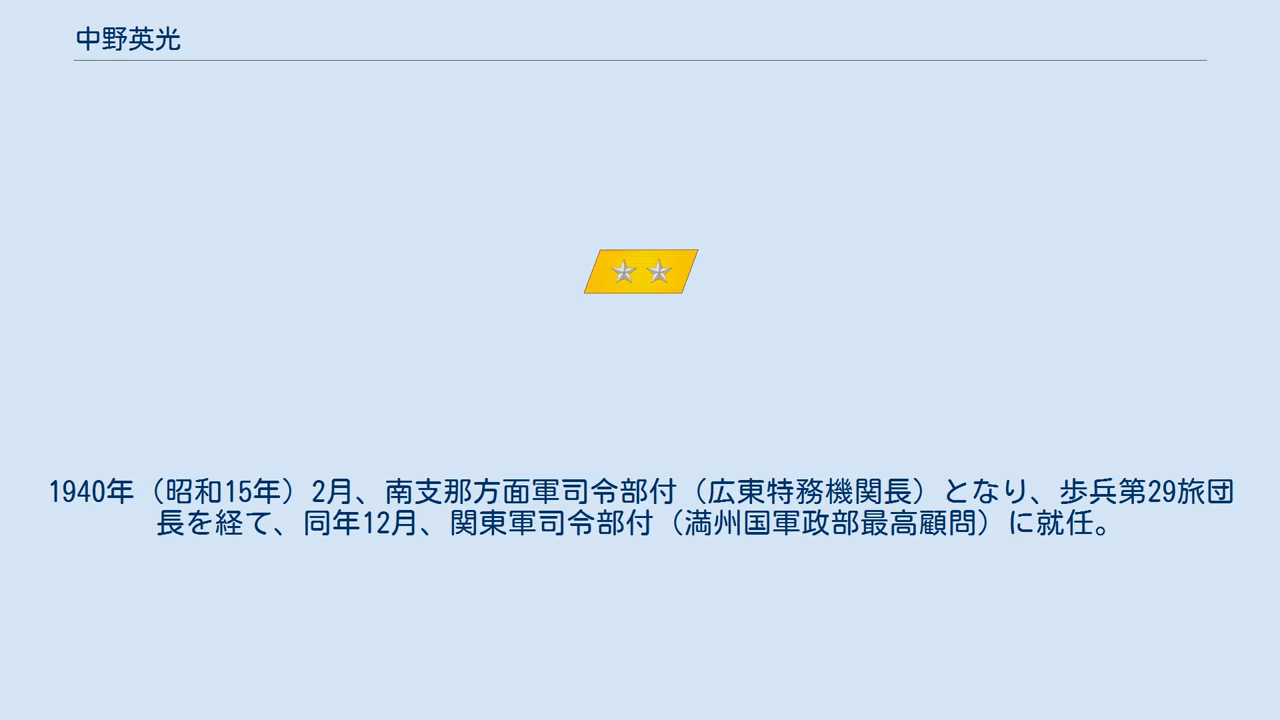 中野英光
1940年（昭和15年）2月、南支那方面軍司令部付（広東特務機関長）となり、歩兵第29旅団
長を経て、同年12月、関東軍司令部付（満州国軍政部最高顧問）に就任。